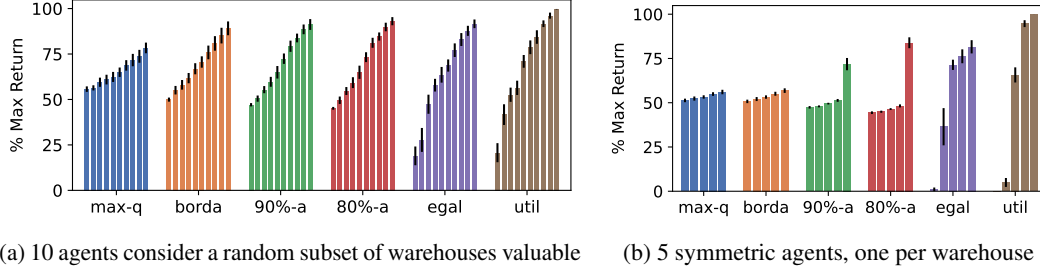 % Max Return
100
75
50
25
0
max-q borda 90%-a 80%-a egal util
(a) 10 agents consider a random subset of warehouses valuable
% Max Return
100
75
50
25
0
max-q borda 90%-a 80%-a egal util
(b) 5 symmetric agents, one per warehouse